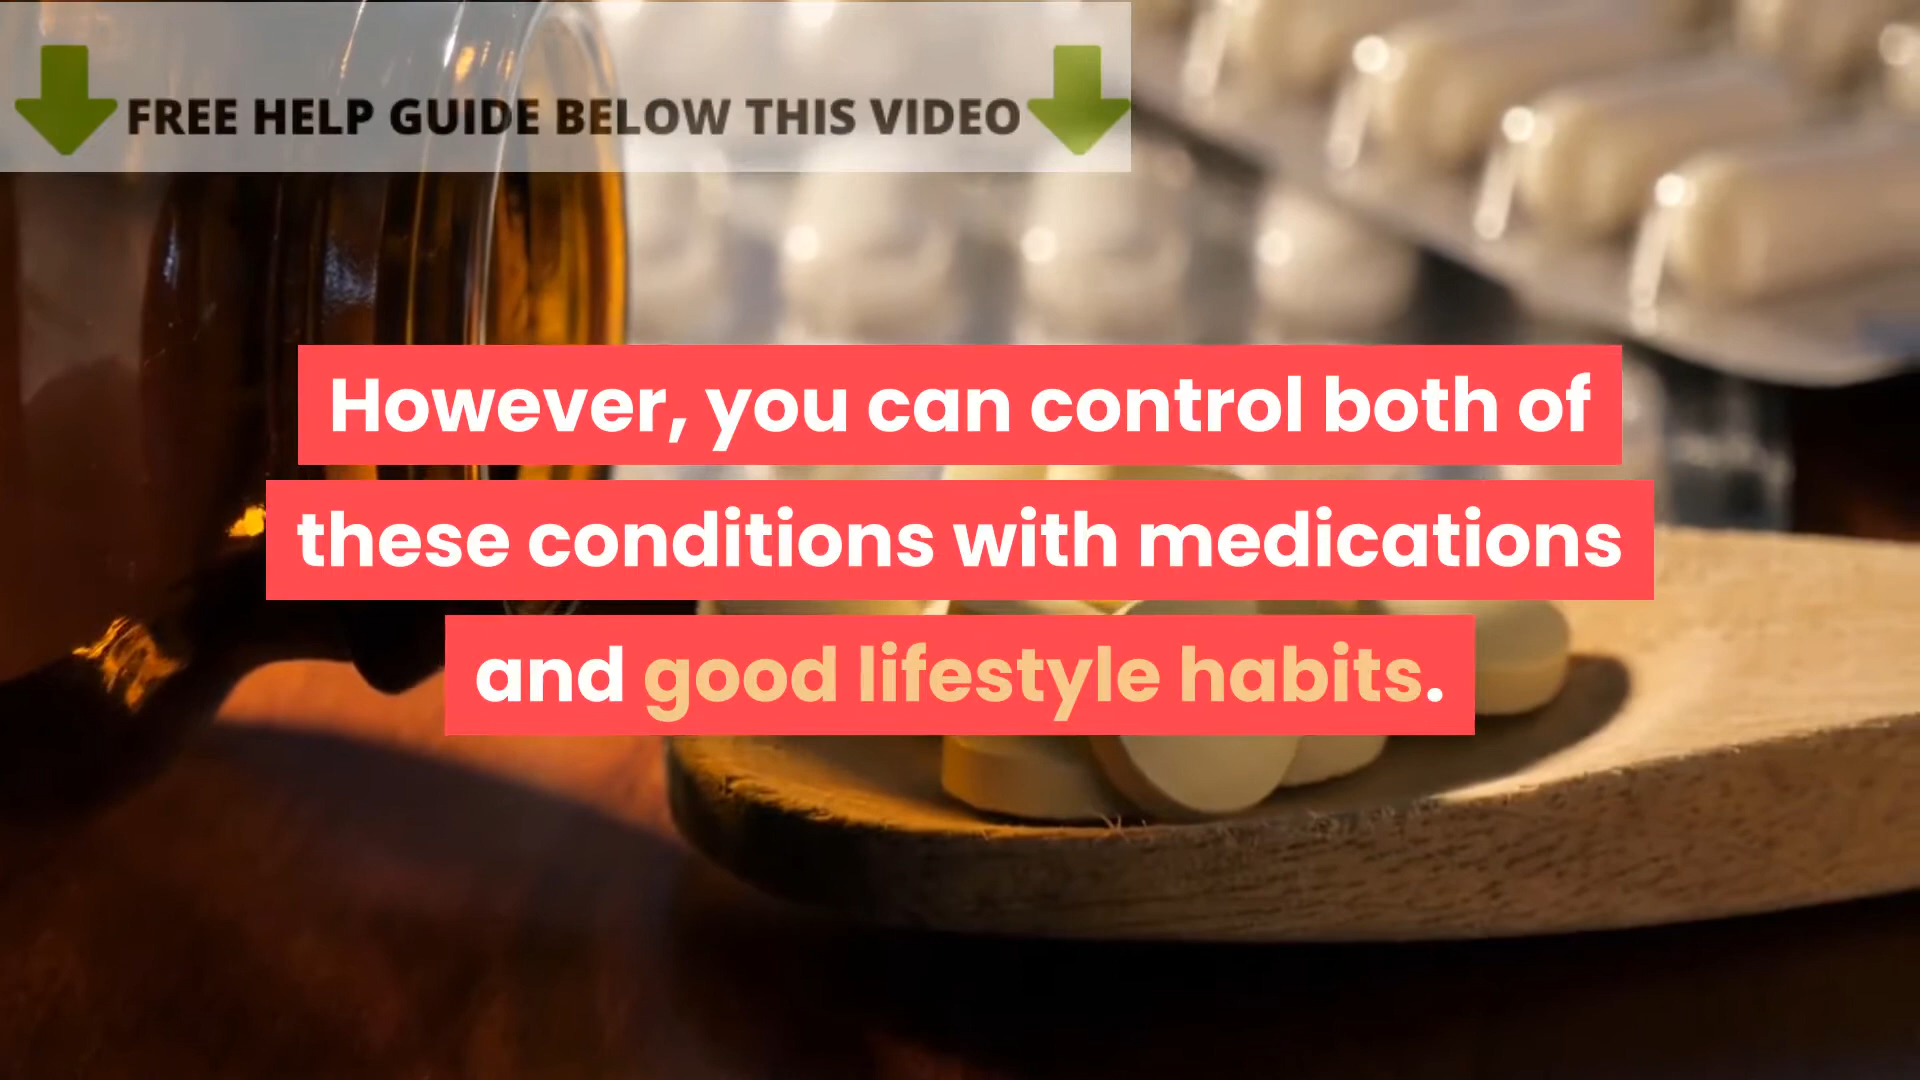 FREE HELP GUIDE BELOW THIS VIDEO
However, you can control both of
these conditions with medications
and good lifestyle habits.